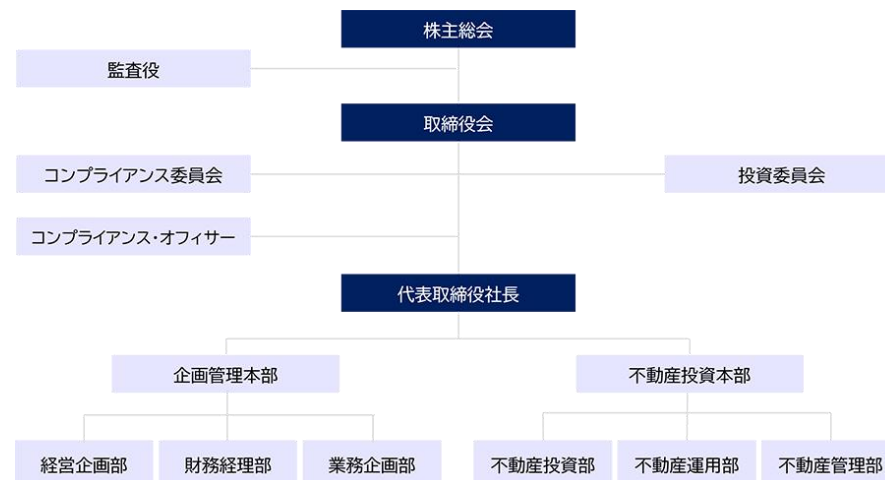 株主総会
監査役
取締役会
コンプライアンス委員会
投資委員会
コンプライアンス・オフィサー
代表取締役社長
企画管理本部
不動産投資本部
経営企画部
財務経理部
業務企画部
不動産投資部
不動産運用部
不動産管理部